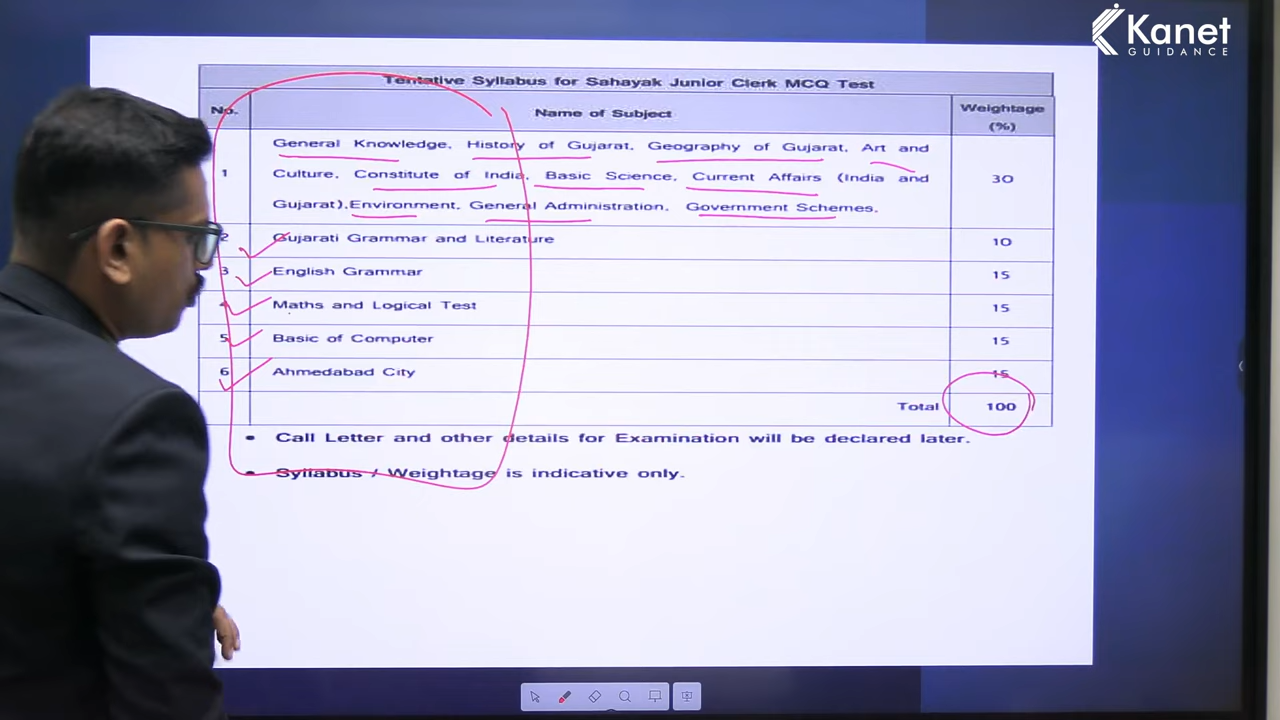 Kanet
GUIDANCE
Tentative Syllabus for Sahayak Junior Clerk MCQ Test
No. Name of Subject Weightage (%)
1 General Knowledge, History of Gujarat, Geography of Gujarat, Art and
Culture, Constitute of India, Basic Science, Current Affairs (India and
Gujarat),Environment, General Administration, Government Schemes. 30
2 Gujarati Grammar and Literature 10
3 English Grammar 15
4 Maths and Logical Test 15
5 Basic of Computer 15
6 Ahmedabad City 15
Total 100
• Call Letter and other details for Examination will be declared later.
• Syllabus / Weightage is indicative only.